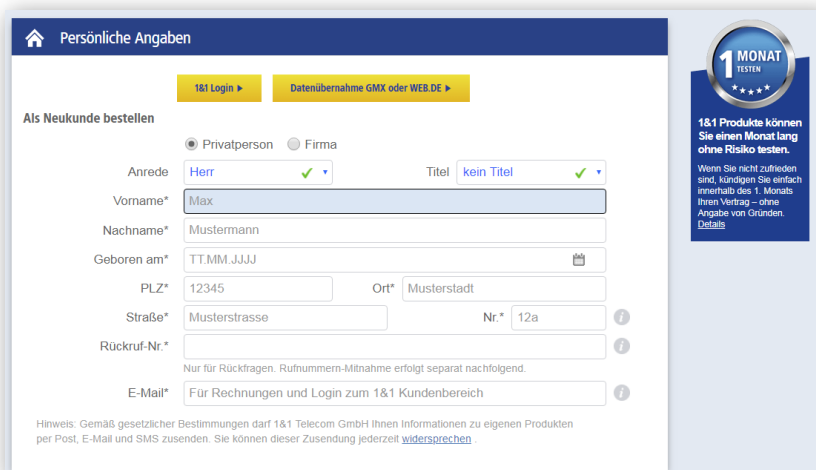 Persönliche Angaben
1&1 Login ▸
Datenübernahme GMX oder WEB.DE ▸
Als Neukunde bestellen
Privatperson Firma
Anrede Herr Titel kein Titel
Vorname* Max
Nachname* Mustermann
Geboren am* TT.MM.JJJJ
PLZ* 12345 Ort* Musterstadt
Straße* Musterstrasse Nr.* 12a
Rückruf-Nr.*
Nur für Rückfragen. Rufnummern-Mitnahme erfolgt separat nachfolgend.
E-Mail* Für Rechnungen und Login zum 1&1 Kundenbereich
Hinweis: Gemäß gesetzlicher Bestimmungen darf 1&1 Telecom GmbH Ihnen Informationen zu eigenen Produkten
per Post, E-Mail und SMS zusenden. Sie können dieser Zusendung jederzeit widersprechen .
1 MONAT
TESTEN
1&1 Produkte können
Sie einen Monat lang
ohne Risiko testen.
Wenn Sie nicht zufrieden
sind, kündigen Sie einfach
innerhalb des 1. Monats
Ihren Vertrag – ohne
Angabe von Gründen.
Details